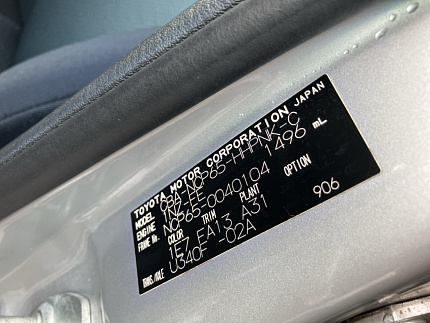 TOYOTA MOTOR CORPORATION JAPAN
MODEL CBA-NCP65-HHPNK-C
ENGINE 1NZ-FE 1496 mL
FRAME No. NCP65-0040104
COLOR TRIM PLANT OPTION
1E7 FA13 A31 906
TRANS./AXLE U340F -02A